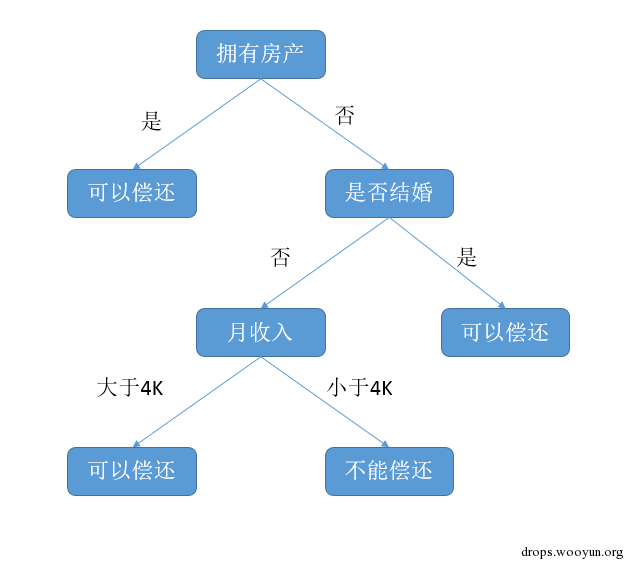 拥有房产
是
否
可以偿还
是否结婚
否
是
月收入
可以偿还
大于4K
小于4K
可以偿还
不能偿还
drops.wooyun.org